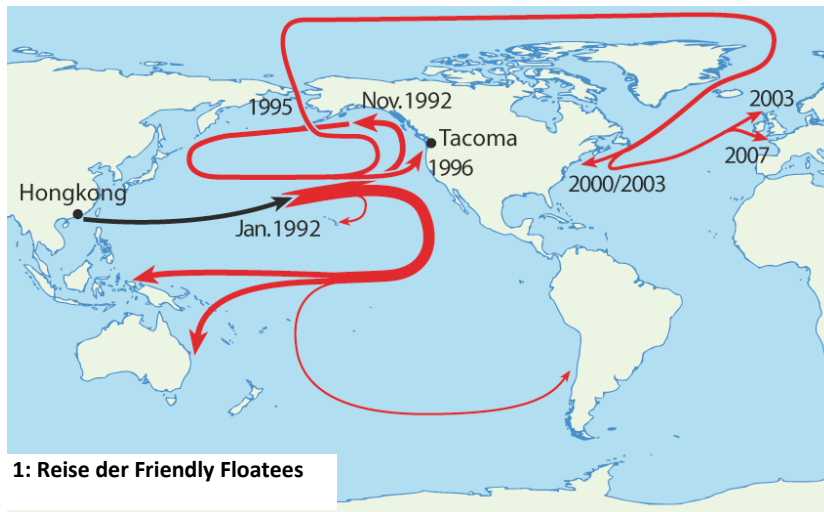 1995
Nov.1992
Tacoma
1996
2003
2007
2000/2003
Hongkong
Jan.1992
1: Reise der Friendly Floatees